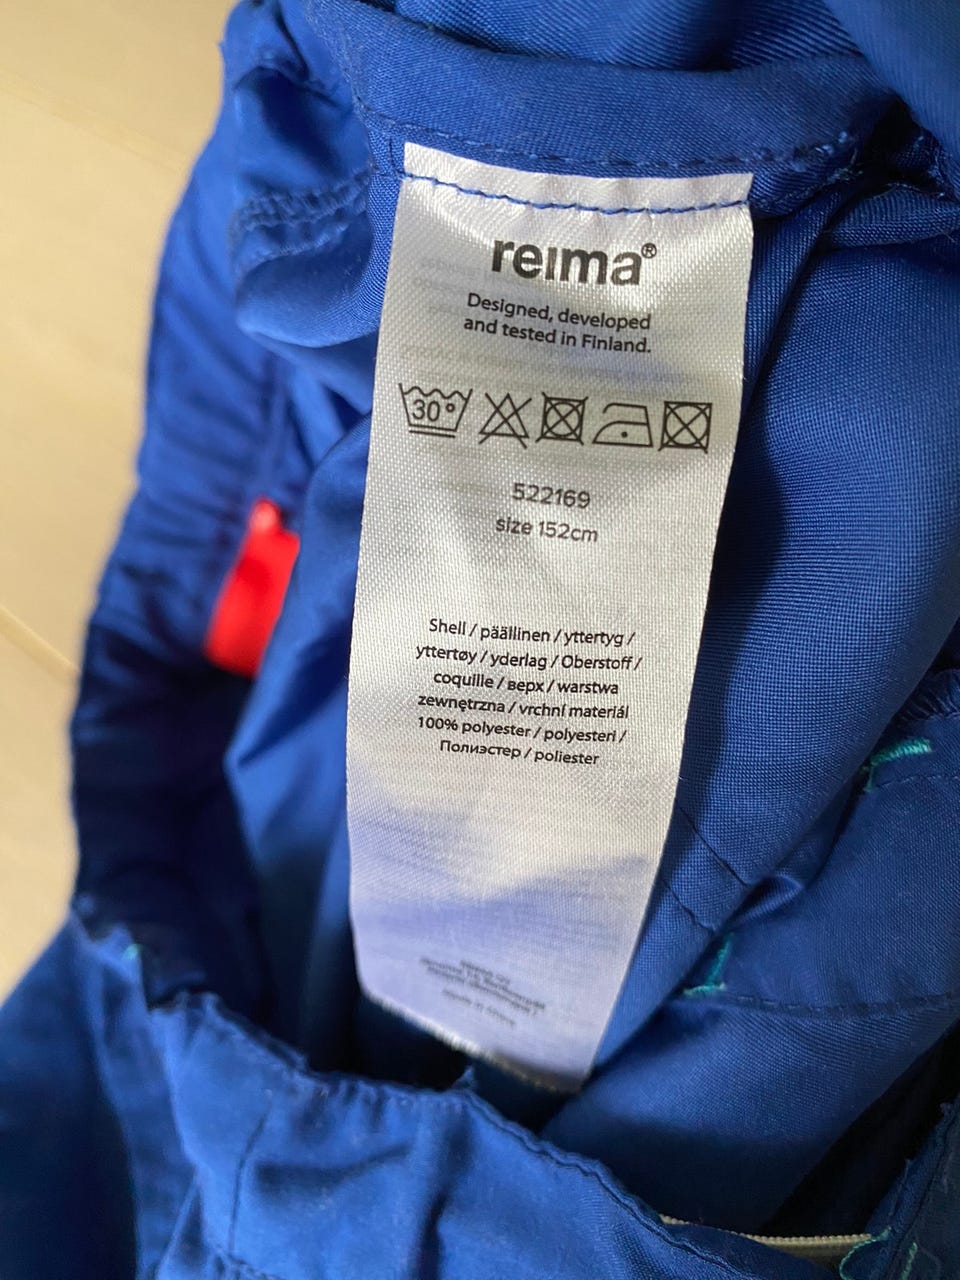 reima®
Designed, developed
and tested in Finland.
30°
522169
size 152cm
Shell / päällinen / yttertyg /
yttertøy / yderlag / Oberstoff /
coquille / верх / warstwa
zewnętrzna / vrchní materiál
100% polyester / polyesteri /
Полиэстер / poliester